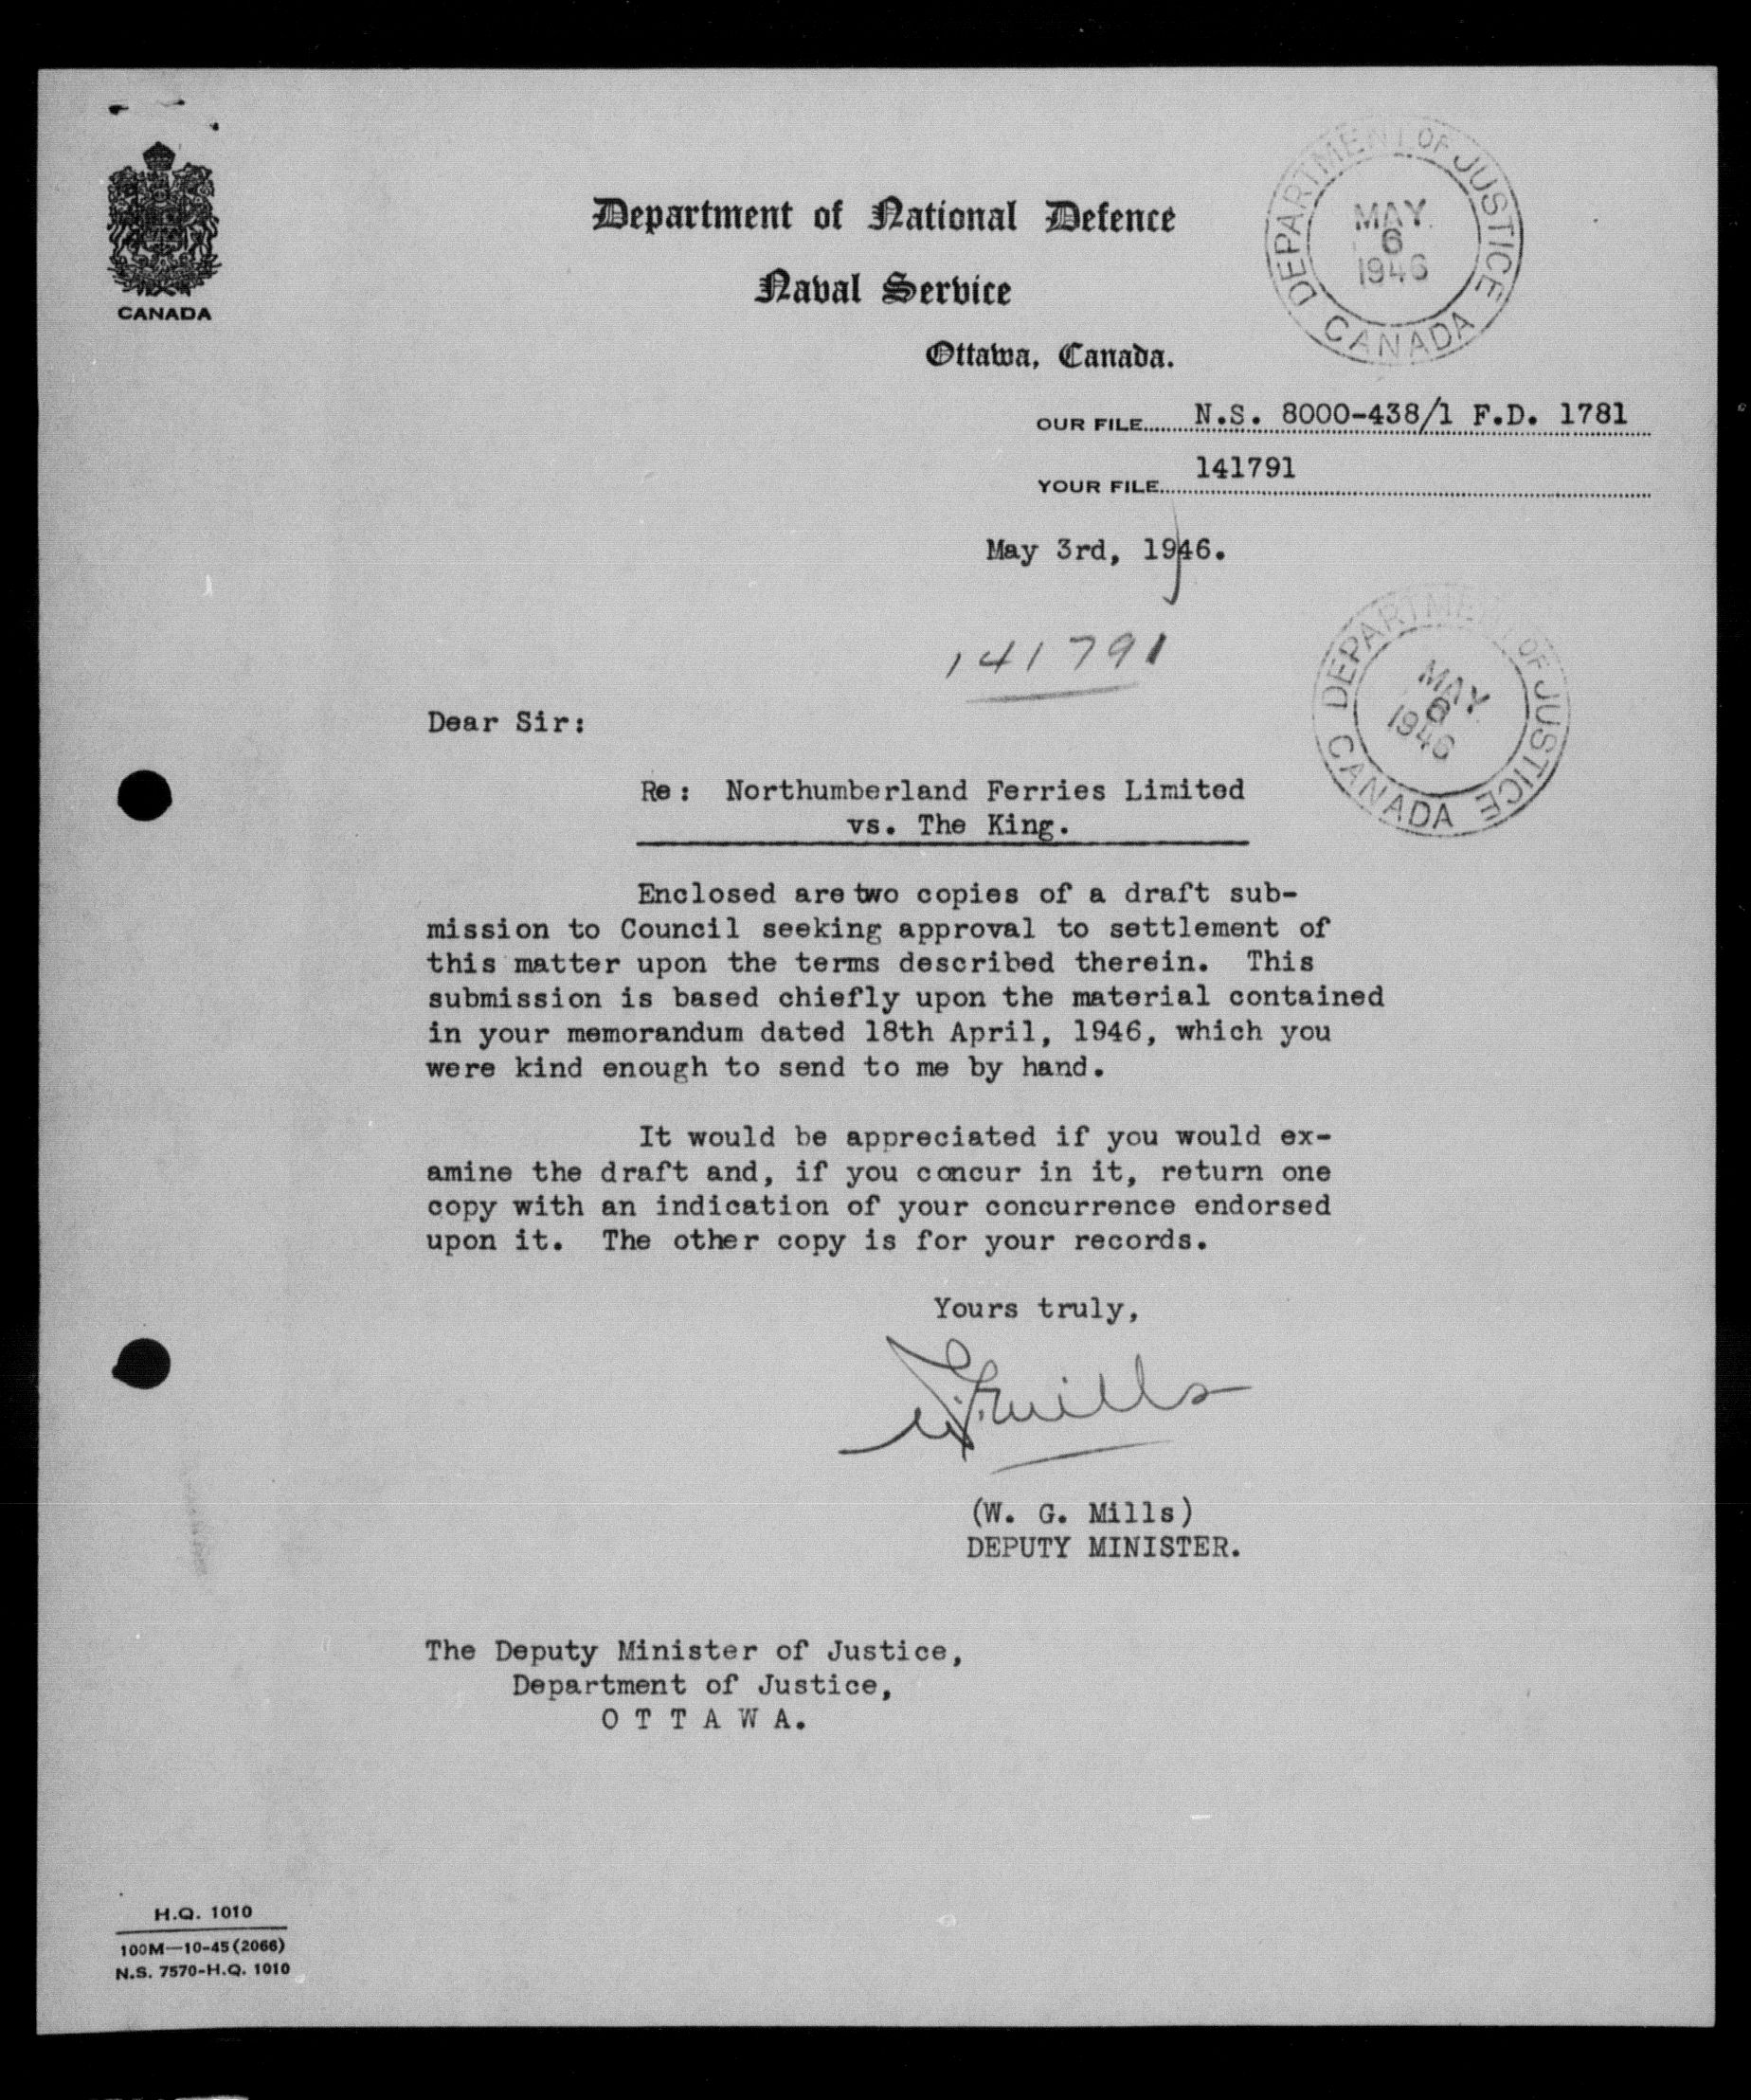 CANADA
Department of National Defence
Naval Service
Ottawa, Canada.
DEPARTMENT OF JUSTICE
MAY
6
1946
CANADA
OUR FILE N.S. 8000-438/1 F.D. 1781
YOUR FILE 141791
May 3rd, 1946.
141791
DEPARTMENT OF JUSTICE
MAY
6
1946
CANADA
Dear Sir:
Re: Northumberland Ferries Limited
vs. The King.
Enclosed are two copies of a draft sub-
mission to Council seeking approval to settlement of
this matter upon the terms described therein. This
submission is based chiefly upon the material contained
in your memorandum dated 18th April, 1946, which you
were kind enough to send to me by hand.
It would be appreciated if you would ex-
amine the draft and, if you concur in it, return one
copy with an indication of your concurrence endorsed
upon it. The other copy is for your records.
Yours truly,
W.G. Mills
(W. G. Mills)
DEPUTY MINISTER.
The Deputy Minister of Justice,
Department of Justice,
O T T A W A.
H.Q. 1010
100M—10-45 (2066)
N.S. 7570-H.Q. 1010